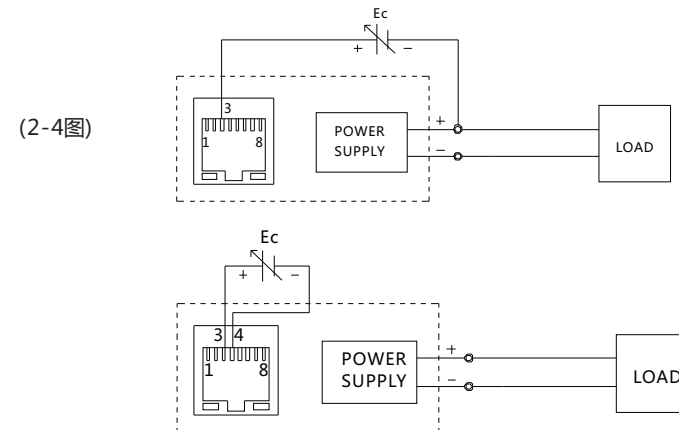 Ec
+ −
3
(2-4图)
1 8
POWER
SUPPLY
+
−
LOAD
Ec
+ −
3 4
1 8
POWER
SUPPLY
+
−
LOAD